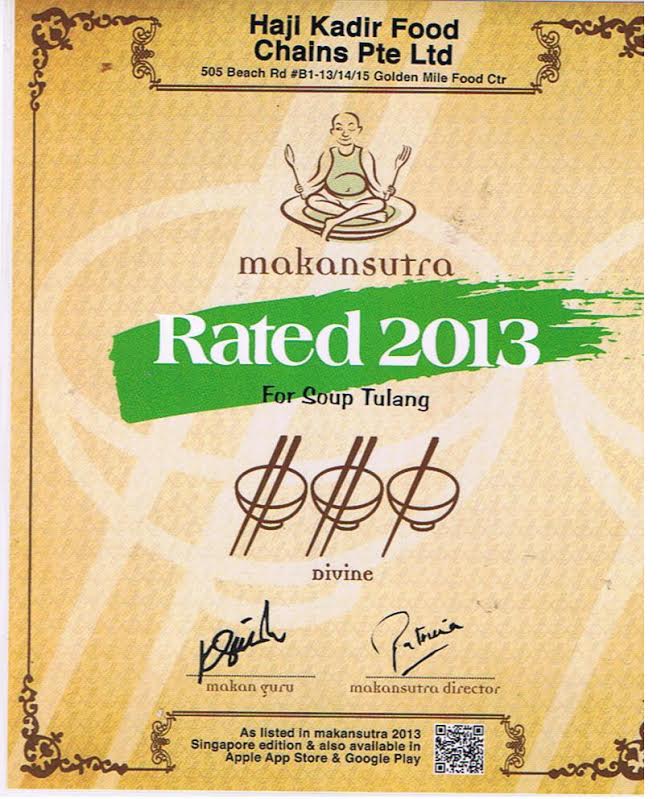 Haji Kadir Food
Chains Pte Ltd
505 Beach Rd #B1-13/14/15 Golden Mile Food Ctr
makansutra
Rated 2013
For Soup Tulang
Divine
Patricia
makan guru
makansutra director
As listed in makansutra 2013
Singapore edition & also available in
Apple App Store & Google Play